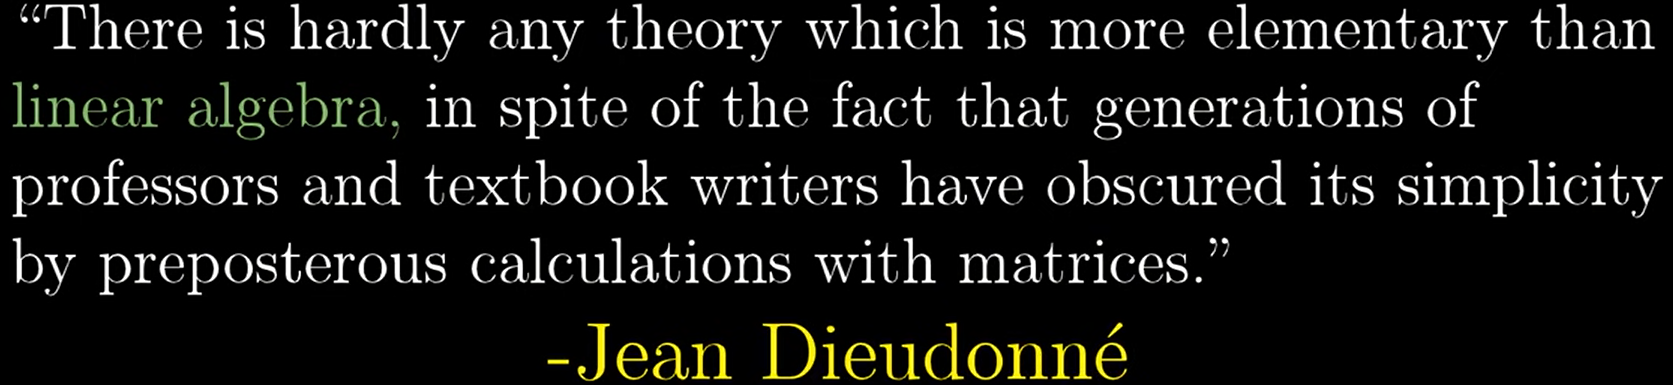 “There is hardly any theory which is more elementary than
linear algebra, in spite of the fact that generations of
professors and textbook writers have obscured its simplicity
by preposterous calculations with matrices.”
-Jean Dieudonné